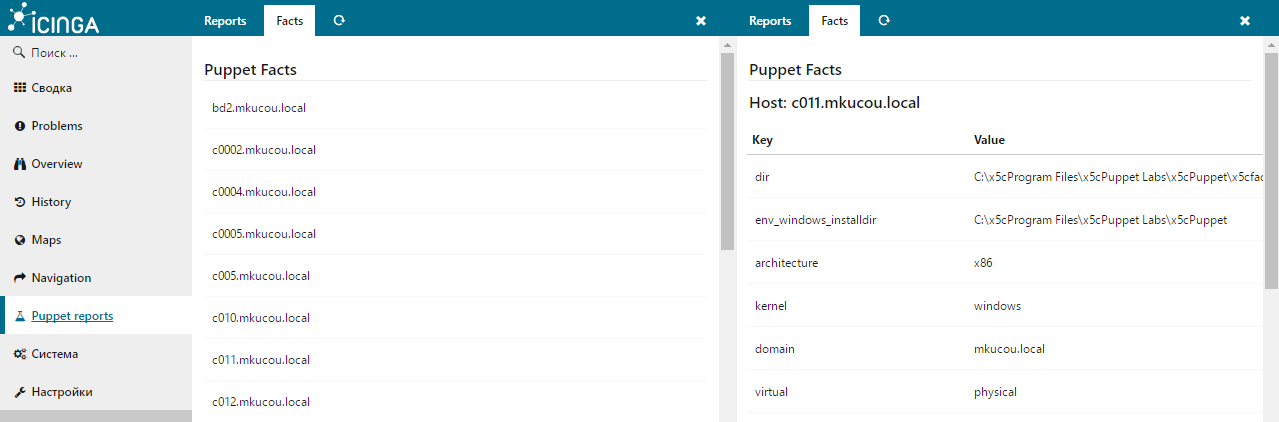 ICINGA
Поиск ...
Сводка
Problems
Overview
History
Maps
Navigation
Puppet reports
Система
Настройки
Reports Facts
Puppet Facts
bd2.mkucou.local
c0002.mkucou.local
c0004.mkucou.local
c0005.mkucou.local
c005.mkucou.local
c010.mkucou.local
c011.mkucou.local
c012.mkucou.local
Reports Facts
Puppet Facts
Host: c011.mkucou.local
Key Value
dir C:\x5cProgram Files\x5cPuppet Labs\x5cPuppet\x5cfac
env_windows_installdir C:\x5cProgram Files\x5cPuppet Labs\x5cPuppet
architecture x86
kernel windows
domain mkucou.local
virtual physical